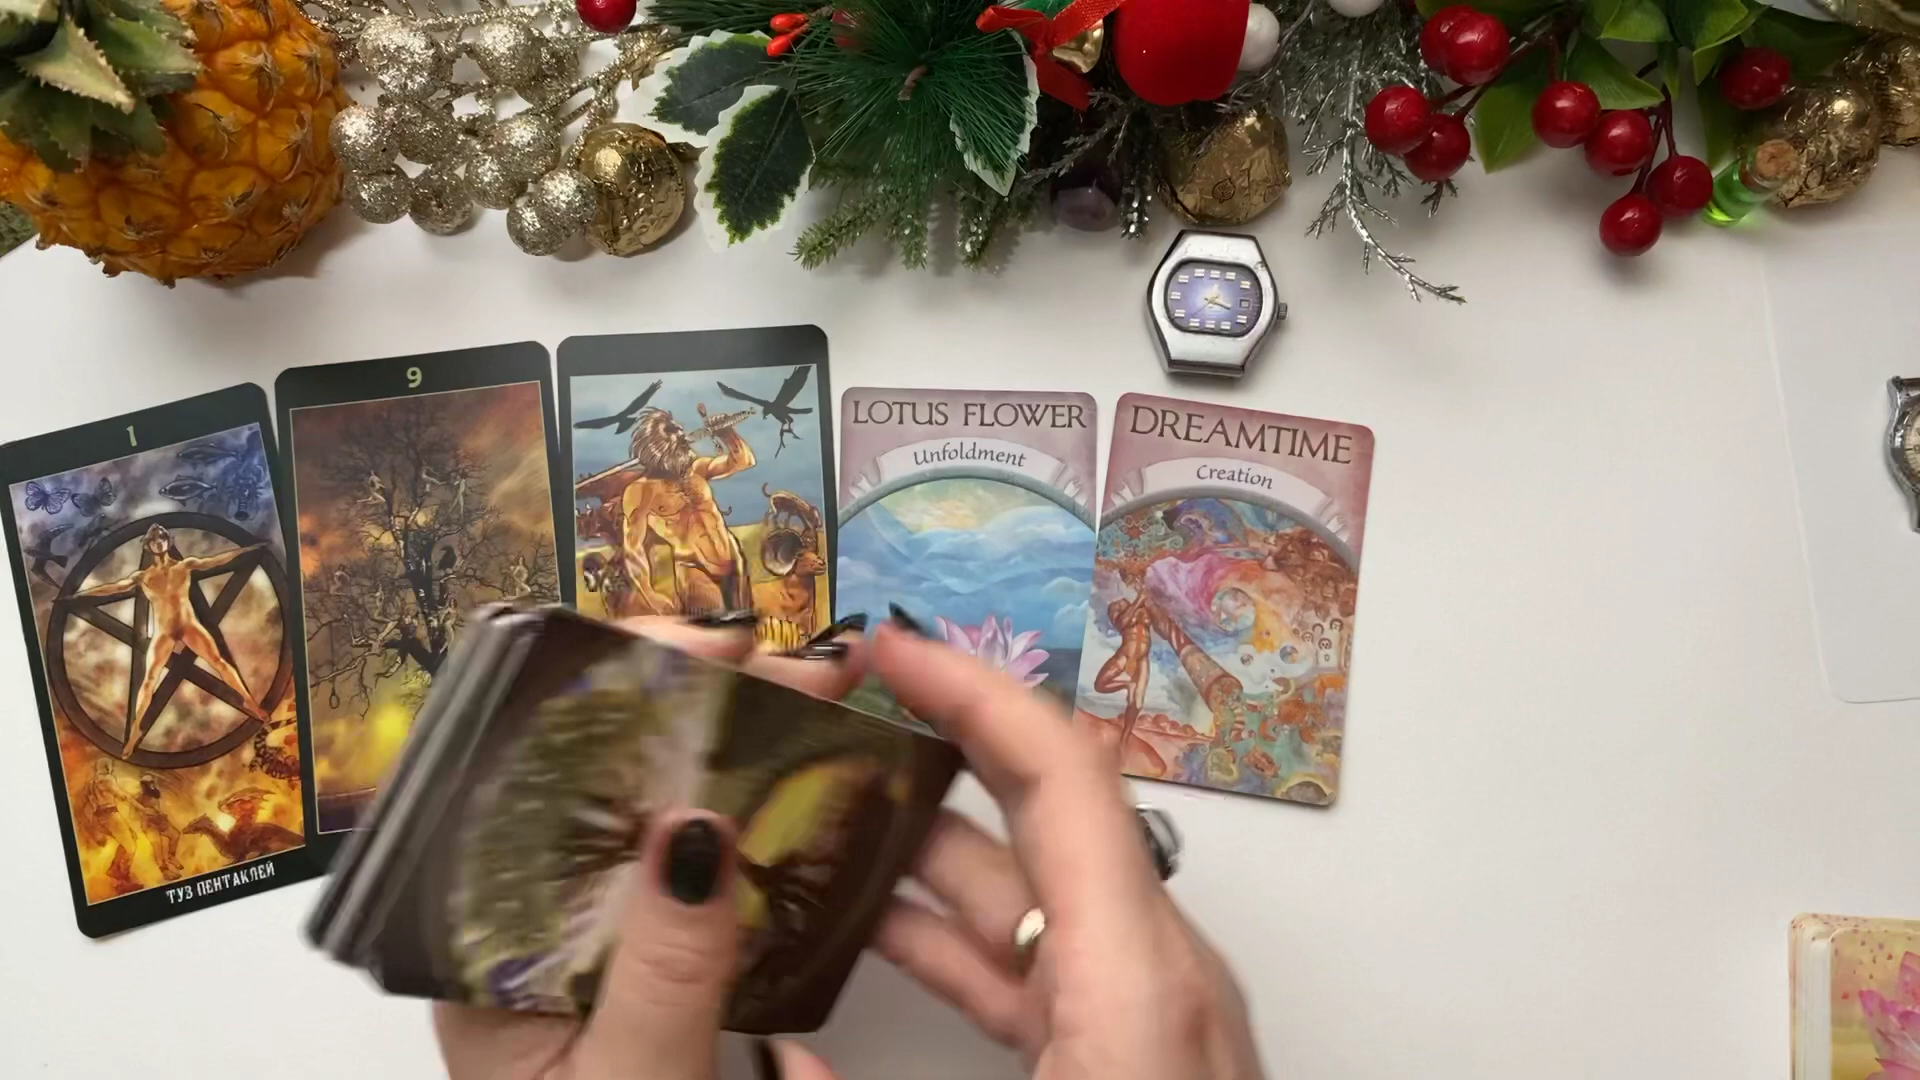 1
ТУЗ ПЕНТАКЛЕЙ
9
LOTUS FLOWER
Unfoldment
DREAMTIME
Creation